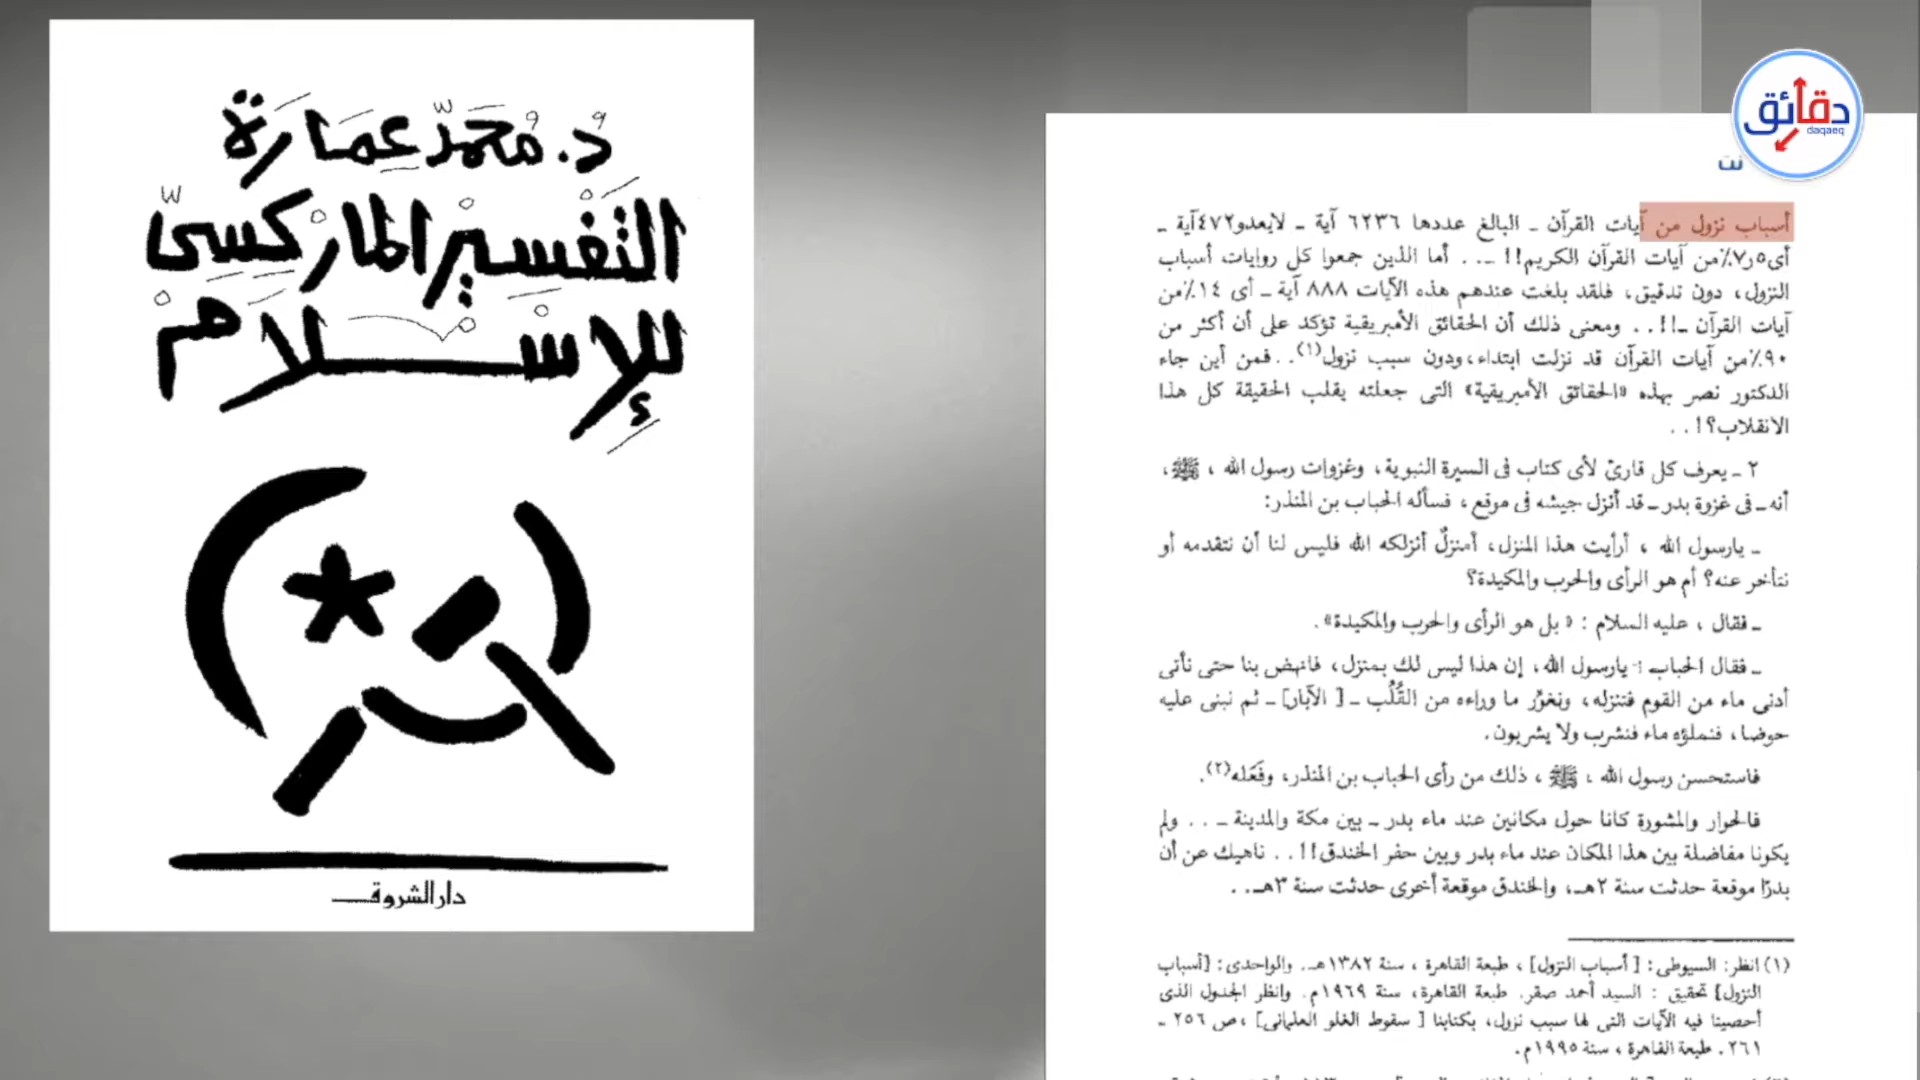 د. محمد عمارة
التفسير الماركسى
للإسلام
دار الشروق
دقائق
daqaeq
نت
أسباب نزول من آيات القرآن ـ البالغ عددها ٦٢٣٦ آية ـ لايعدو٤٧٢آية ـ
أى٧٫٥٪من آيات القرآن الكريم!! ـ.. أما الذين جمعوا كل روايات أسباب
النزول، دون تدقيق، فلقد بلغت عندهم هذه الآيات ٨٨٨ آية ـ أى ١٤٪من
آيات القرآن ـ!!.. ومعنى ذلك أن الحقائق الأمبريقية تؤكد على أن أكثر من
٩٠٪من آيات القرآن قد نزلت ابتداء،ودون سبب نزول(١).. فمن أين جاء
الدكتور نصر بهذه «الحقائق الأمبريقية» التى جعلته يقلب الحقيقة كل هذا
الانقلاب؟!..
٢ ـ يعرف كل قارئ لأى كتاب فى السيرة النبوية، وغزوات رسول الله ، ﷺ،
أنه ـ فى غزوة بدر ـ قد أنزل جيشه فى موقع ، فسأله الحباب بن المنذر:
ـ يارسول الله ، أرأيت هذا المنزل، أمنزلٌ أنزلكه الله فليس لنا أن نتقدمه أو
نتأخر عنه؟ أم هو الرأى والحرب والمكيدة؟
ـ فقال ، عليه السلام : « بل هو الرأى والحرب والمكيدة» .
ـ فقال الحباب :- يارسول الله، إن هذا ليس لك بمنزل، فانهض بنا حتى نأتى
أدنى ماء من القوم فننزله، ونغوِّر ما وراءه من القُلُب ـ [ الآبار] ـ ثم نبنى عليه
حوضا، فنملؤه ماء فنشرب ولا يشربون.
فاستحسن رسول الله ، ﷺ ، ذلك من رأى الحباب بن المنذر، وفَعَله(٢).
فالحوار والمشورة كانا حول مكانين عند ماء بدر ـ بين مكة والمدينة ـ .. ولم
يكونا مفاضلة بين هذا المكان عند ماء بدر وبين حفر الخندق!!.. ناهيك عن أن
بدرًا موقعة حدثت سنة ٢هـ، والخندق موقعة أخرى حدثت سنة ٣هـ..
(١) انظر: السيوطى: [ أسباب النزول] ، طبعة القاهرة ، سنة ١٣٨٢هـ. والواحدى: [أسباب
النزول] تحقيق : السيد أحمد صقر. طبعة القاهرة، سنة ١٩٦٩م. وانظر الجدول الذى
أحصينا فيه الآيات التى لها سبب نزول، بكتابنا [ سقوط الغلو العلمانى] ،ص ٢٥٦ ـ
٢٦١. طبعة القاهرة ، سنة ١٩٩٥م.